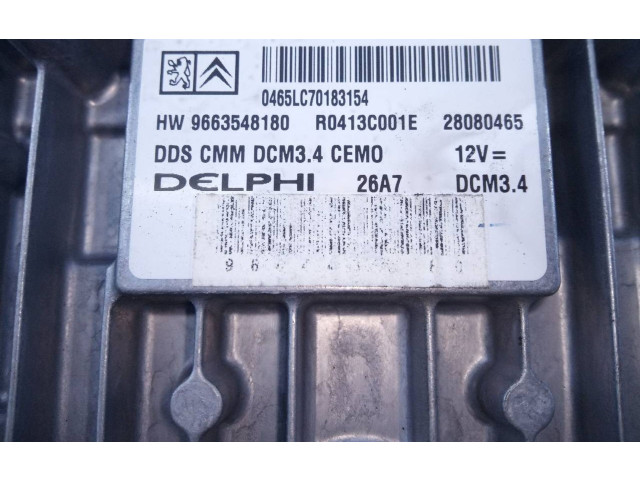 0465LC70183154
HW 9663548180 R0413C001E 28080465
DDS CMM DCM3.4 CEMO 12V=
DELPHI 26A7 DCM3.4